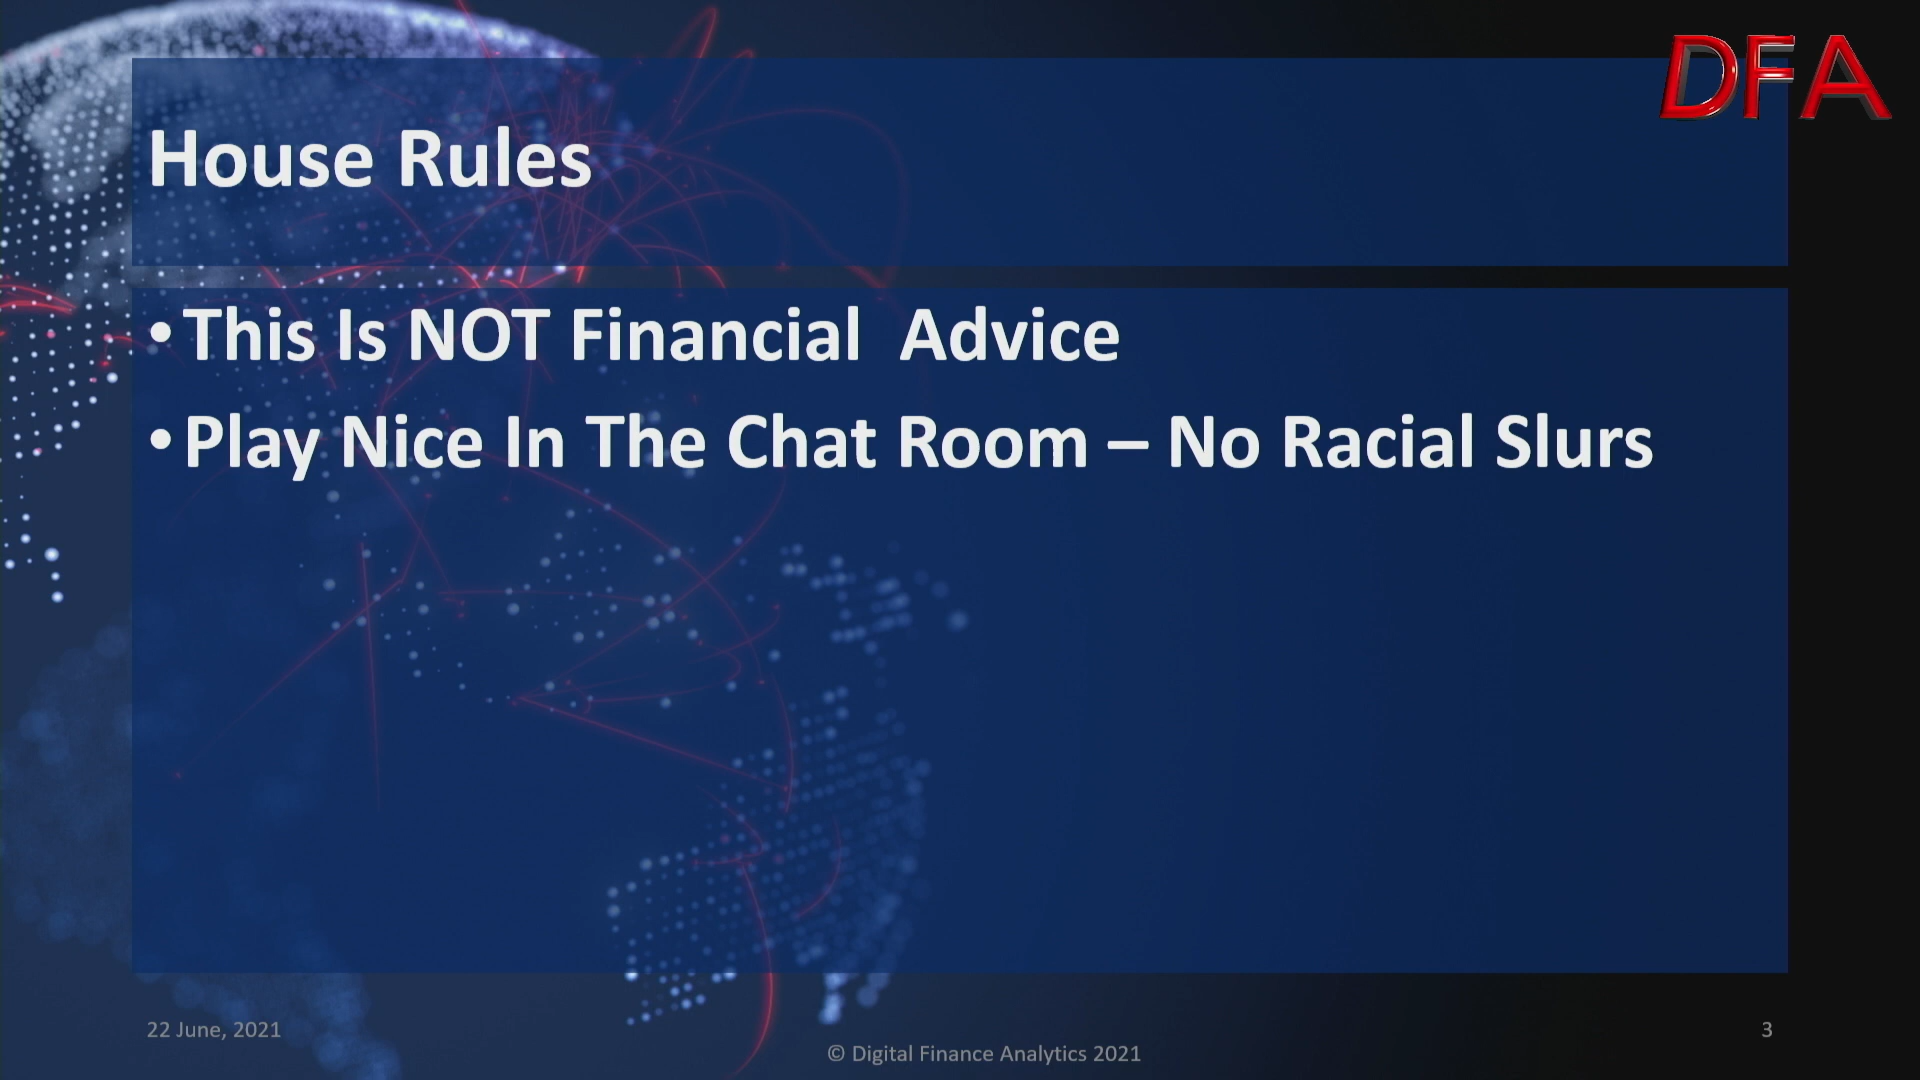 DFA
House Rules
• This Is NOT Financial  Advice
• Play Nice In The Chat Room – No Racial Slurs
22 June, 2021
3
© Digital Finance Analytics 2021